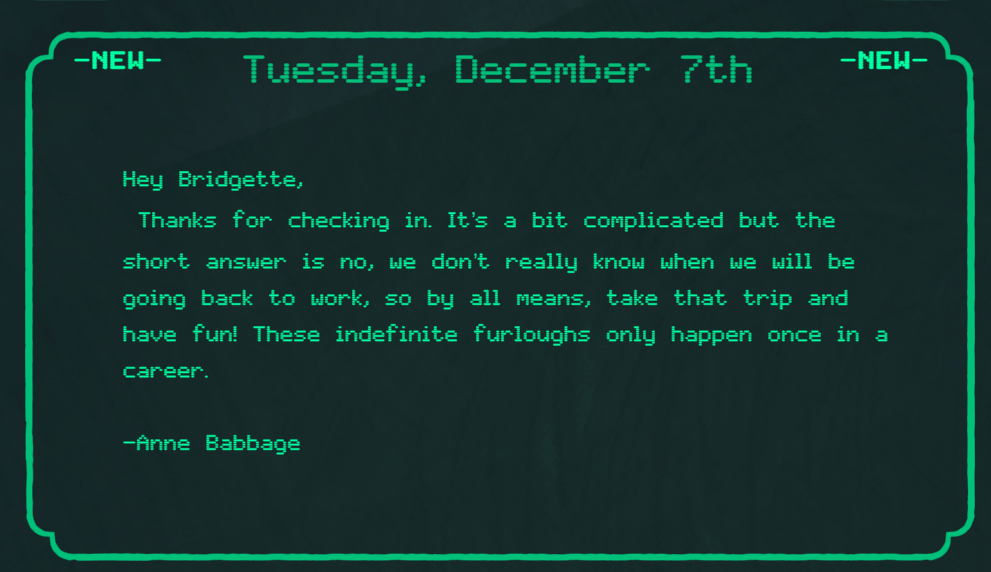 -NEW- Tuesday, December 7th -NEW-
Hey Bridgette,
Thanks for checking in. It's a bit complicated but the
short answer is no, we don't really know when we will be
going back to work, so by all means, take that trip and
have fun! These indefinite furloughs only happen once in a
career.
-Anne Babbage